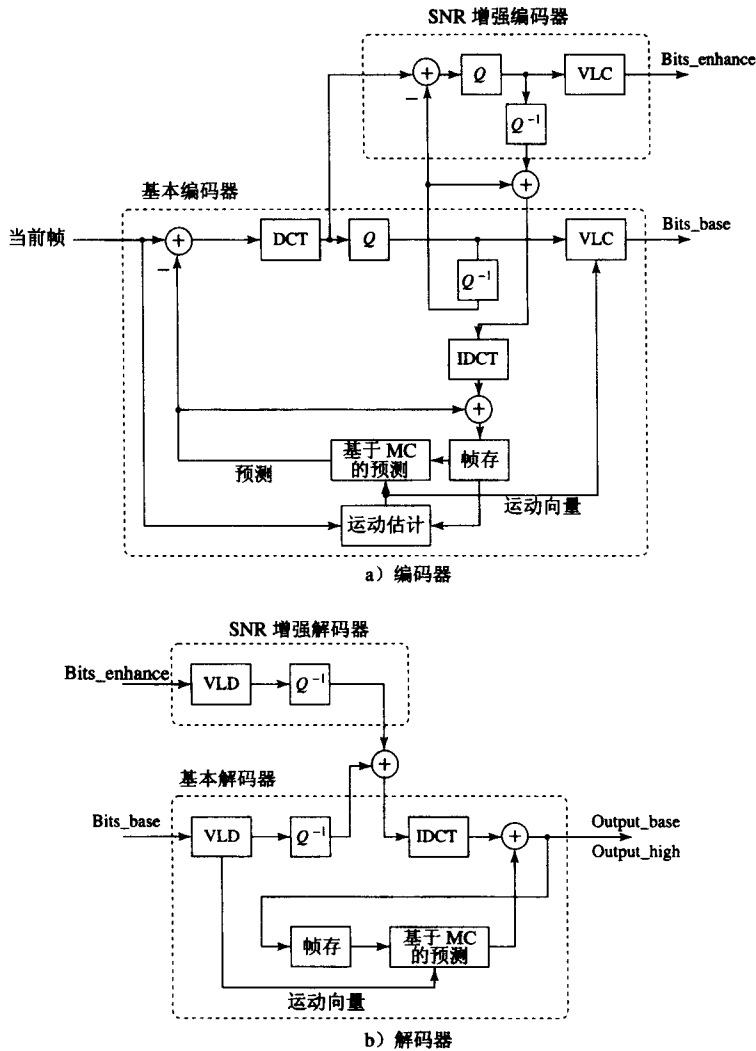 SNR 增强编码器
+
Q
VLC
Bits_enhance
−
Q⁻¹
+
基本编码器
当前帧
+
DCT
Q
VLC
Bits_base
−
Q⁻¹
IDCT
+
基于 MC
的预测
帧存
预测
运动向量
运动估计
a）编码器
SNR 增强解码器
Bits_enhance
VLD
Q⁻¹
+
基本解码器
Bits_base
VLD
Q⁻¹
IDCT
+
Output_base
Output_high
帧存
基于 MC
的预测
运动向量
b）解码器